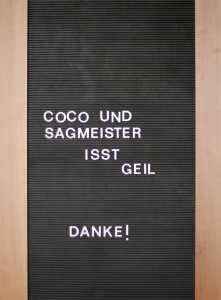 COCO UND
SAGMEISTER
ISST
GEIL
DANKE!